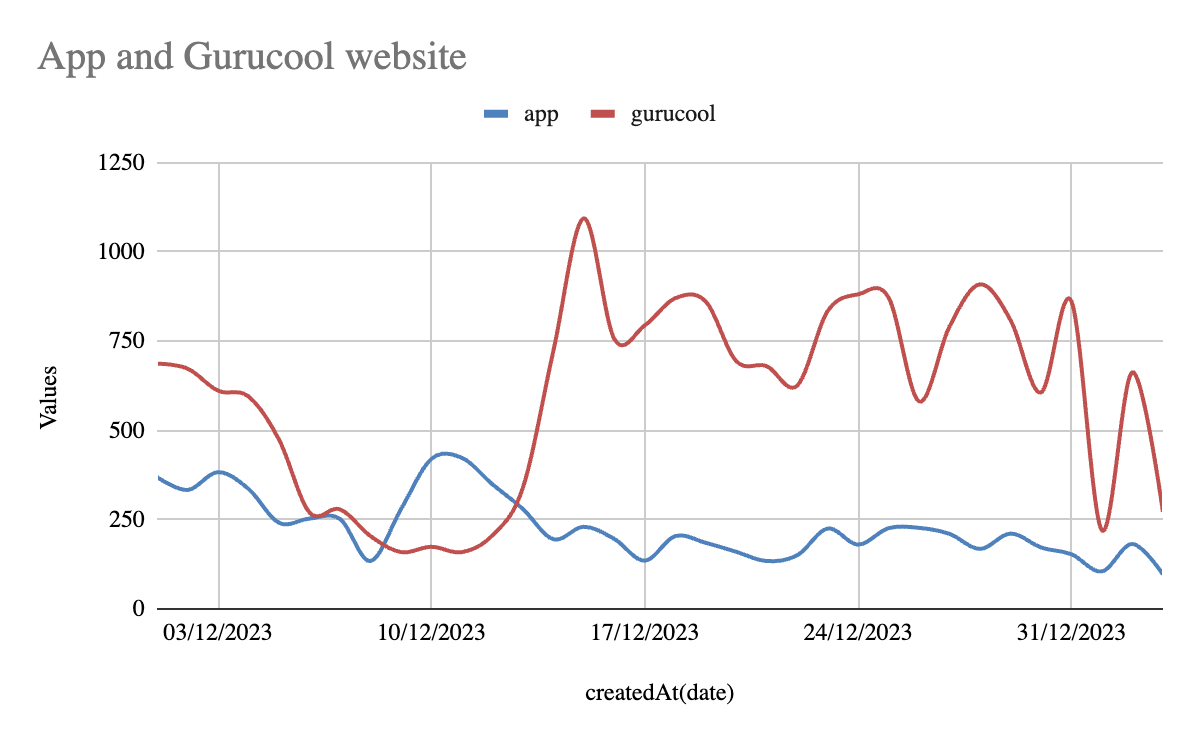 App and Gurucool website
app gurucool
1250
1000
750
500
250
0
Values
03/12/2023 10/12/2023 17/12/2023 24/12/2023 31/12/2023
createdAt(date)